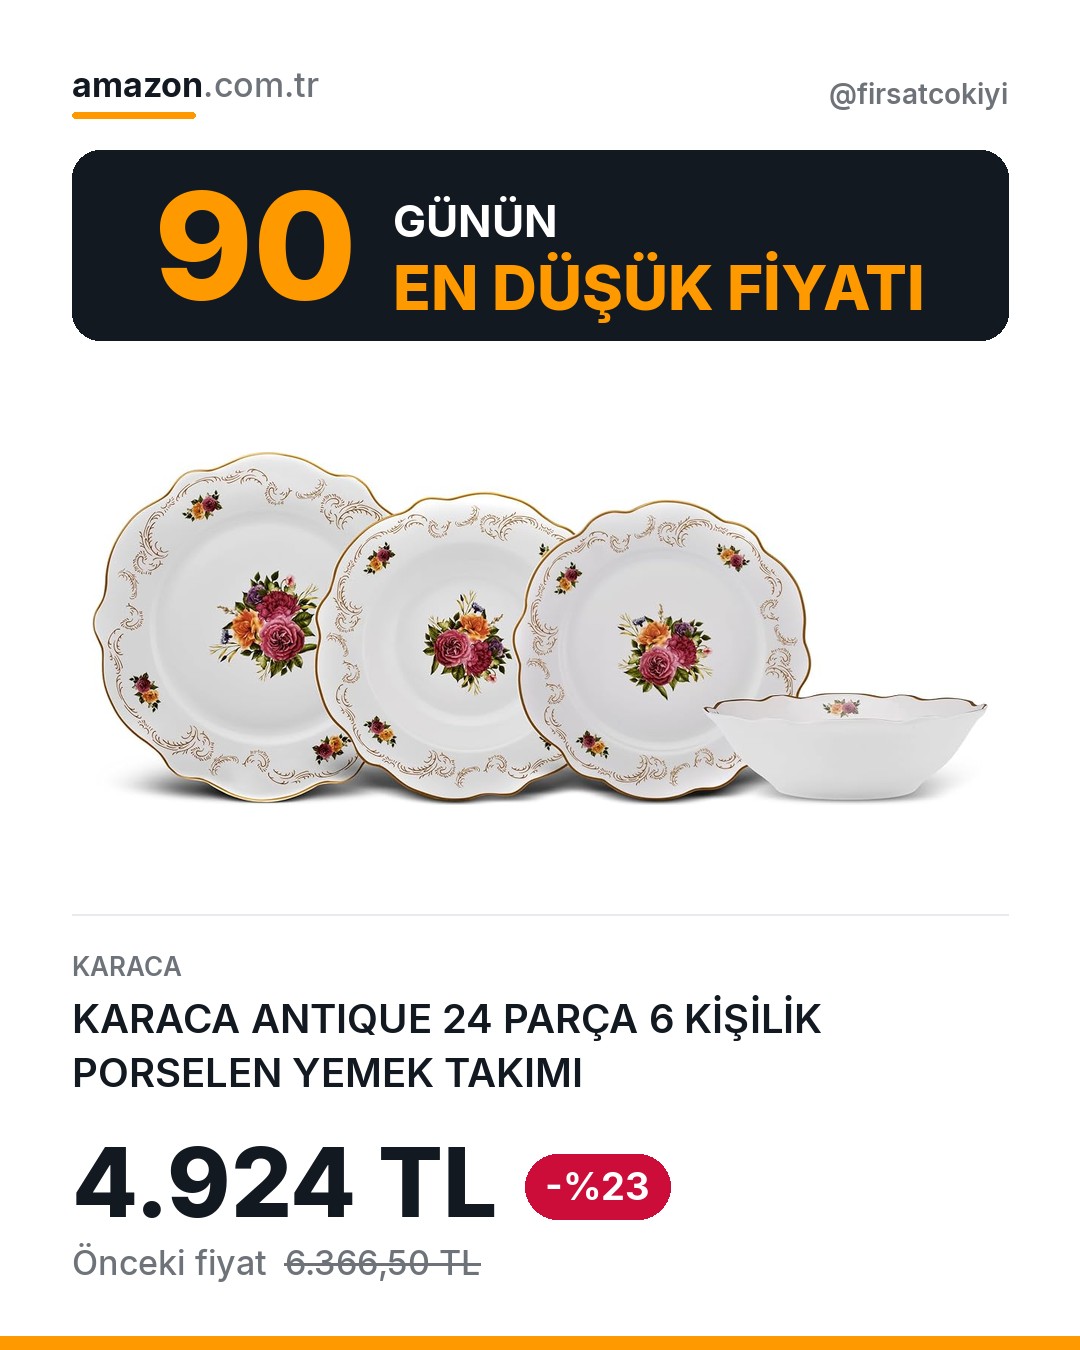 amazon.com.tr
@firsatcokiyi
90
GÜNÜN
EN DÜŞÜK FİYATI
KARACA
KARACA ANTIQUE 24 PARÇA 6 KİŞİLİK
PORSELEN YEMEK TAKIMI
4.924 TL
-%23
Önceki fiyat 6.366,50 TL